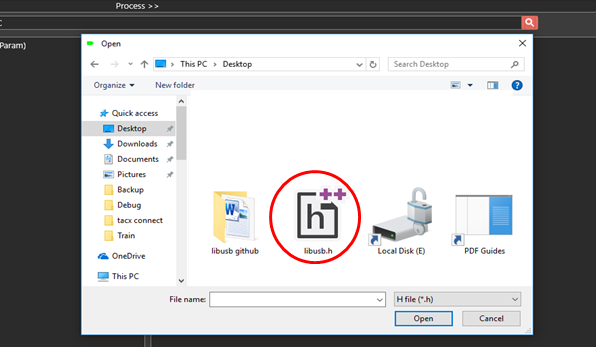 Process >>
C
Param)
Open
This PC > Desktop
Search Desktop
Organize
New folder
Quick access
Desktop
Downloads
Documents
Pictures
Backup
Debug
tacx connect
Train
OneDrive
This PC
libusb github
h++
libusb.h
Local Disk (E)
PDF Guides
File name:
H file (*.h)
Open
Cancel